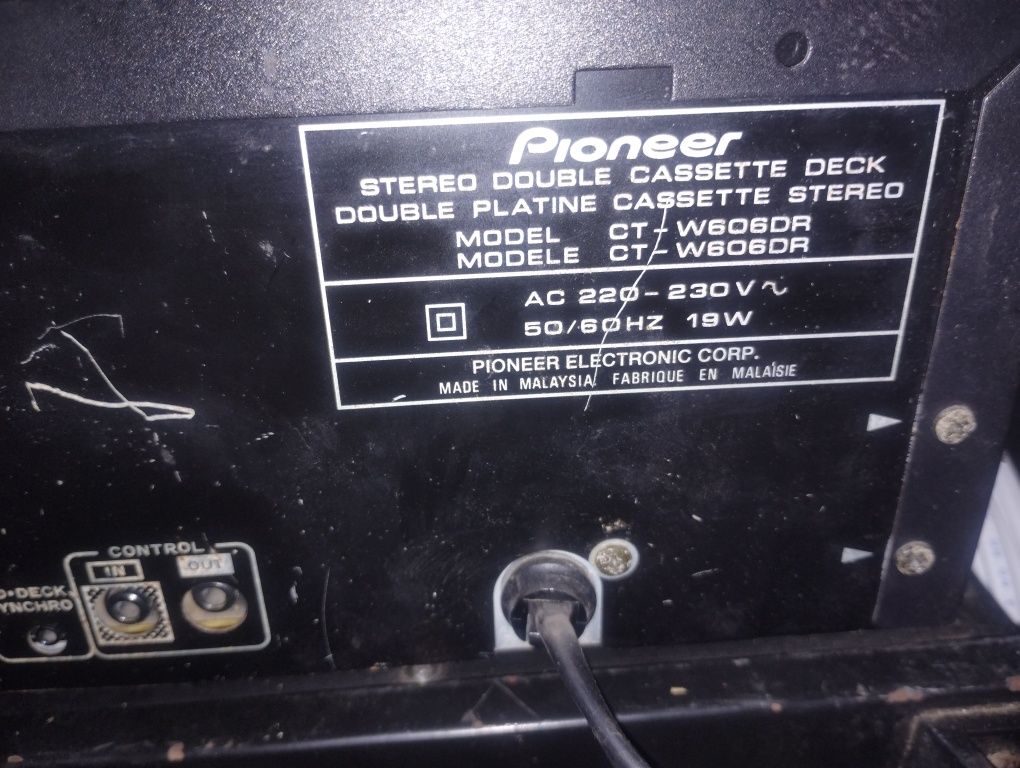 Pioneer
STEREO DOUBLE CASSETTE DECK
DOUBLE PLATINE CASSETTE STEREO
MODEL CT-W606DR
MODELE CT-W606DR
AC 220-230V~
50/60HZ 19W
PIONEER ELECTRONIC CORP.
MADE IN MALAYSIA FABRIQUE EN MALAISIE
CONTROL
IN OUT
DECK